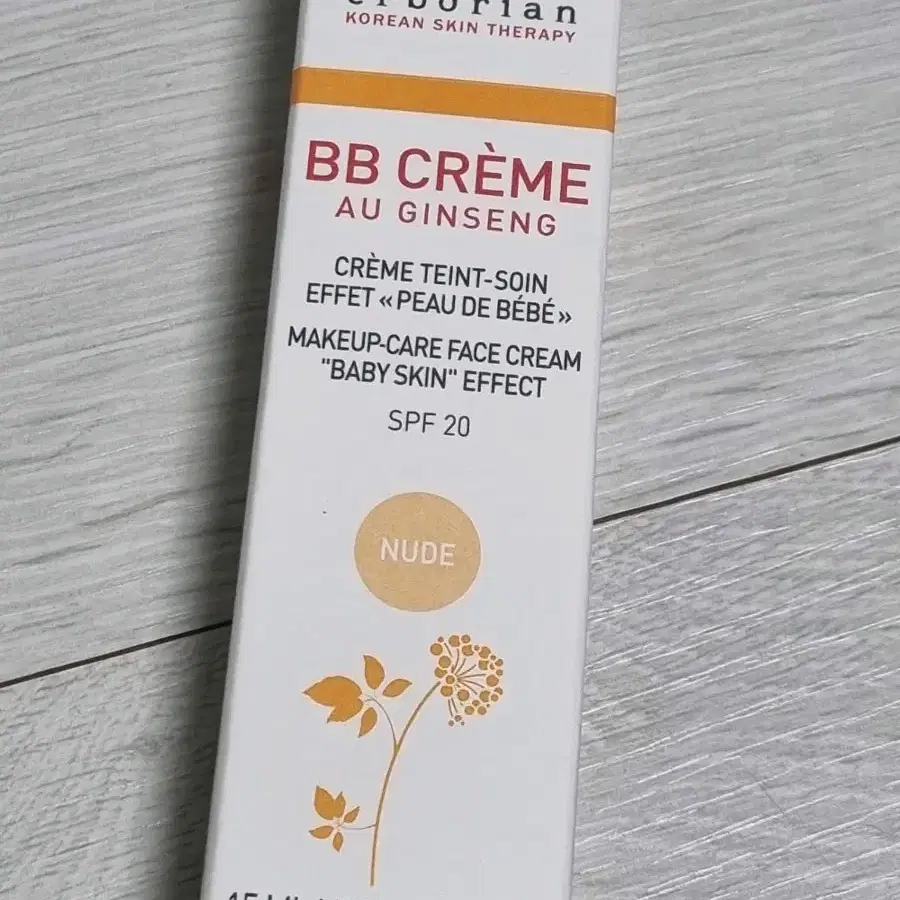 erborian
KOREAN SKIN THERAPY
BB CRÈME
AU GINSENG
CRÈME TEINT-SOIN
EFFET « PEAU DE BÉBÉ »
MAKEUP-CARE FACE CREAM
"BABY SKIN" EFFECT
SPF 20
NUDE